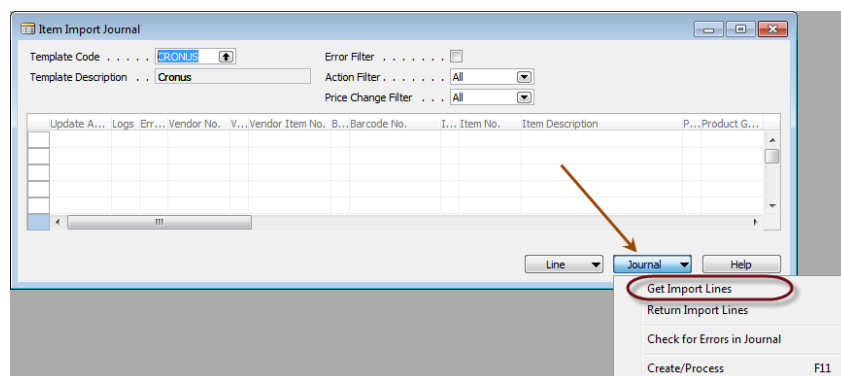 Item Import Journal
Template Code . . . . . CRONUS Error Filter . . . . . . .
Template Description . . Cronus Action Filter . . . . . . . All
Price Change Filter . . . All
Update A... Logs Err... Vendor No. V... Vendor Item No. B... Barcode No. I... Item No. Item Description P... Product G...
Line Journal Help
Get Import Lines
Return Import Lines
Check for Errors in Journal
Create/Process F11